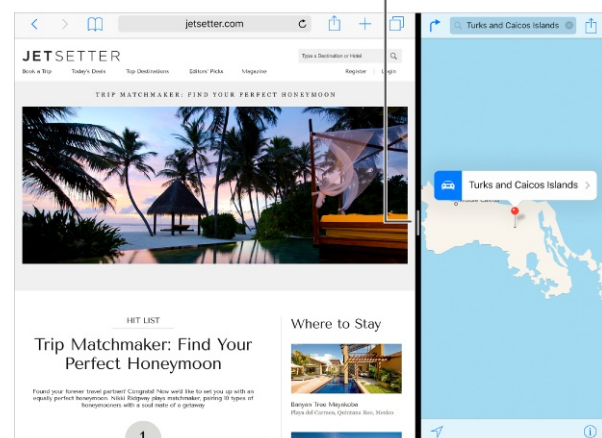 jetsetter.com
JETSETTER
Type a Destination or Hotel
Book a Trip Today's Deals Top Destinations Editors' Picks Magazine Register Login
TRIP MATCHMAKER: FIND YOUR PERFECT HONEYMOON
HIT LIST
Trip Matchmaker: Find Your
Perfect Honeymoon
Found your forever travel partner? Congrats! Now we'd like to set you up with an
equally perfect honeymoon. Nikki Ridgway plays matchmaker, pairing 10 types of
honeymooners with a soul mate of a getaway
1
Where to Stay
Banyan Tree Mayakoba
Playa del Carmen, Quintana Roo, Mexico
Turks and Caicos Islands
Turks and Caicos Islands